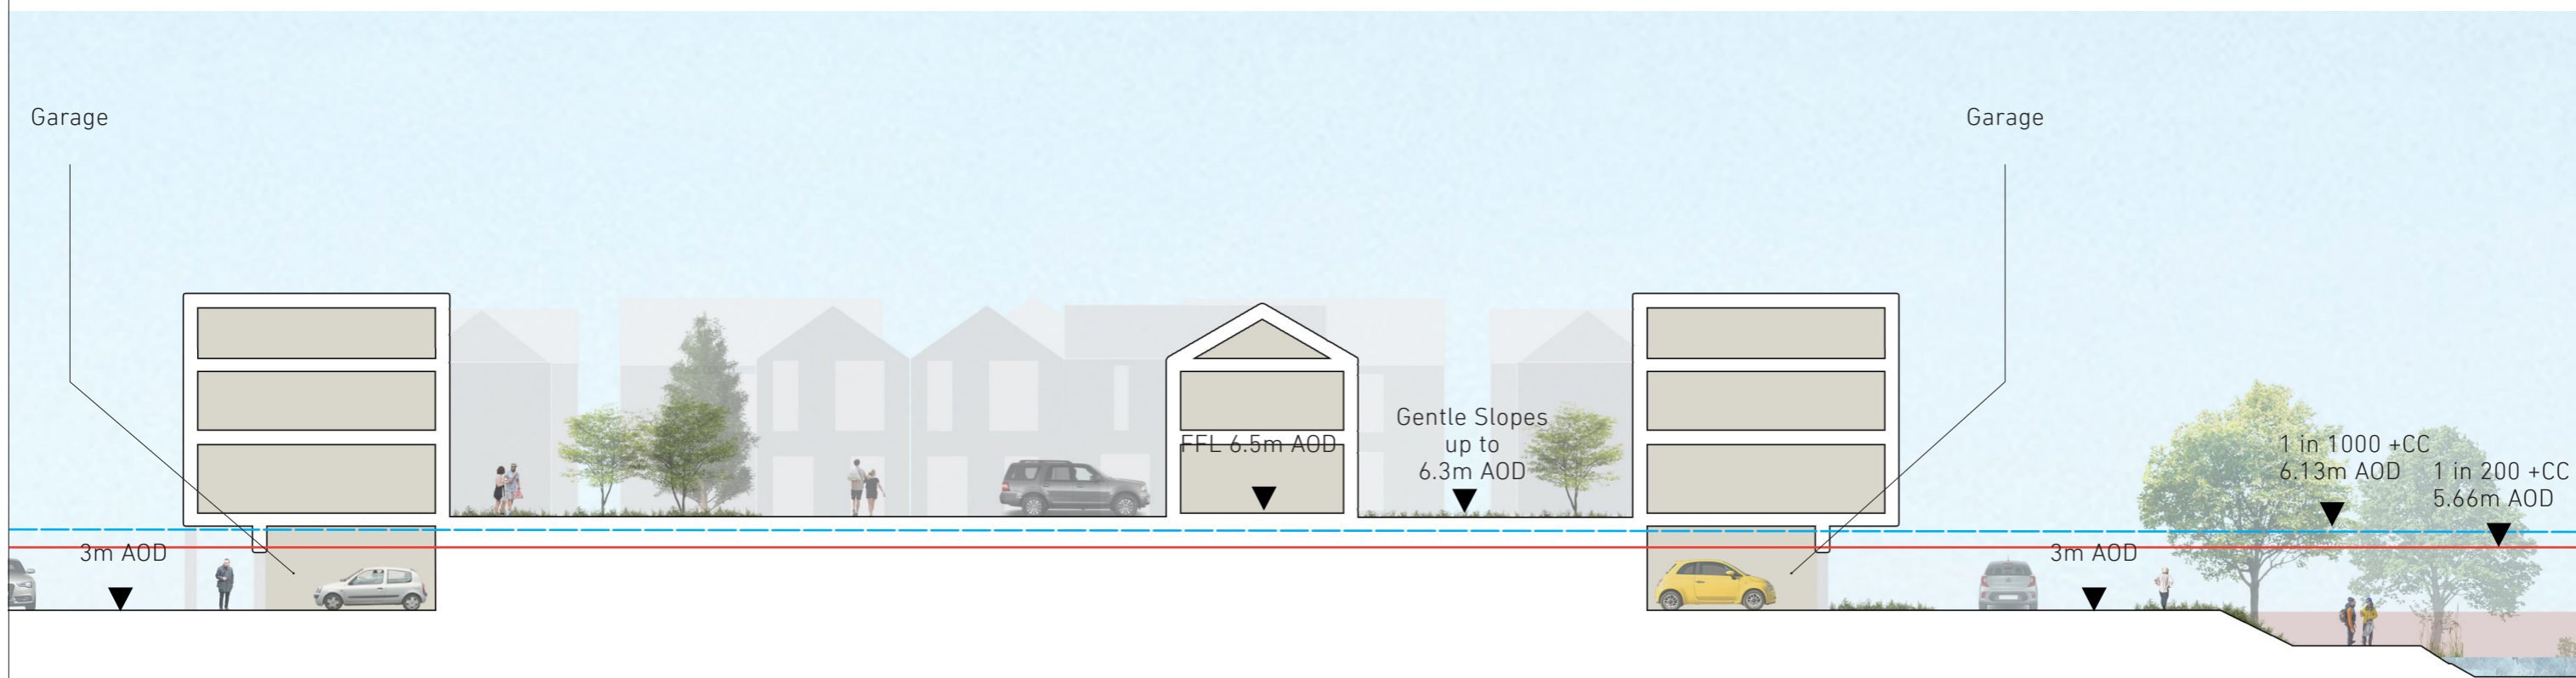 Garage
Garage
Gentle Slopes
up to
6.3m AOD
FFL 6.5m AOD
1 in 1000 +CC
6.13m AOD
1 in 200 +CC
5.66m AOD
3m AOD
3m AOD